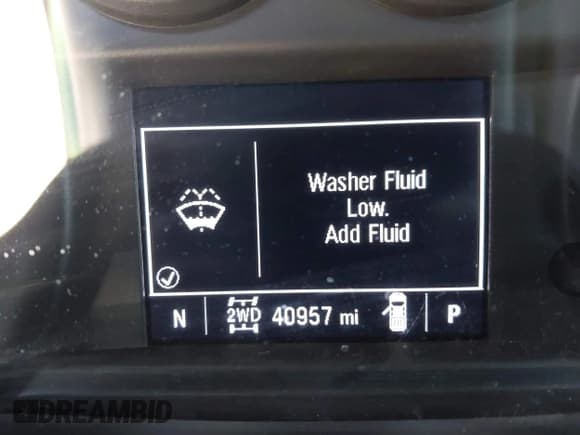 Washer Fluid
Low.
Add Fluid
N 2WD 40957 mi P
DREAMBID